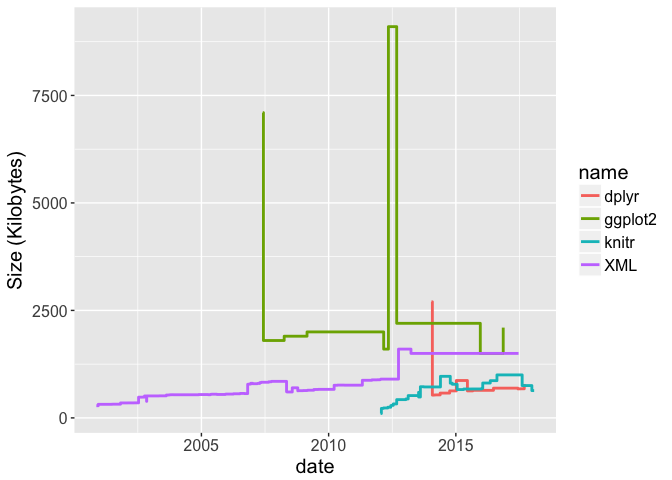 7500
5000
2500
0
Size (Kilobytes)
2005
2010
2015
date
name
dplyr
ggplot2
knitr
XML